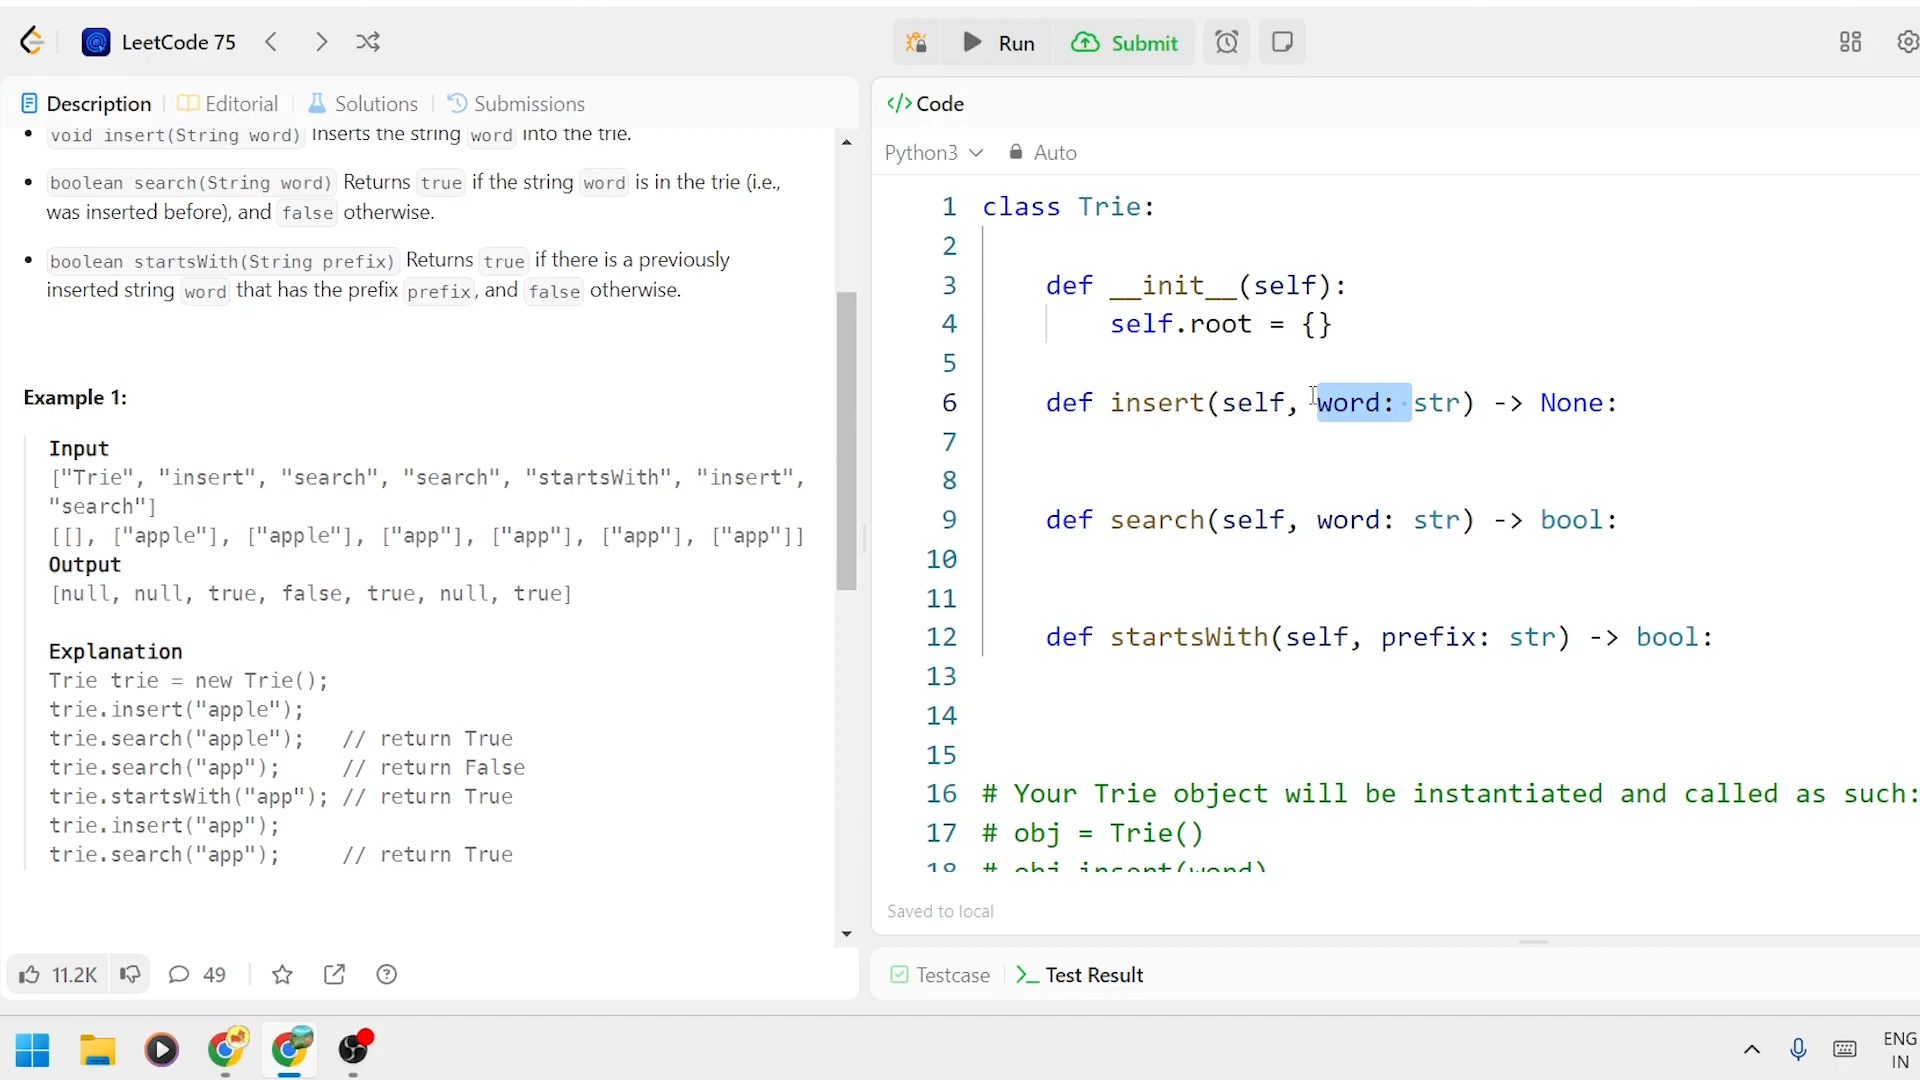 LeetCode 75
Run
Submit
Description
Editorial
Solutions
Submissions
void insert(String word) Inserts the string word into the trie.
boolean search(String word) Returns true if the string word is in the trie (i.e.,
was inserted before), and false otherwise.
boolean startsWith(String prefix) Returns true if there is a previously
inserted string word that has the prefix prefix, and false otherwise.
Example 1:
Input
["Trie", "insert", "search", "search", "startsWith", "insert",
"search"]
[[], ["apple"], ["apple"], ["app"], ["app"], ["app"], ["app"]]
Output
[null, null, true, false, true, null, true]
Explanation
Trie trie = new Trie();
trie.insert("apple");
trie.search("apple");   // return True
trie.search("app");     // return False
trie.startsWith("app"); // return True
trie.insert("app");
trie.search("app");     // return True
11.2K
49
</> Code
Python3
Auto
1 class Trie:
2
3     def __init__(self):
4         self.root = {}
5
6     def insert(self, word: str) -> None:
7
8
9     def search(self, word: str) -> bool:
10
11
12     def startsWith(self, prefix: str) -> bool:
13
14
15
16 # Your Trie object will be instantiated and called as such:
17 # obj = Trie()
18 # obj.insert(word)
Saved to local
Testcase
Test Result
ENG
IN